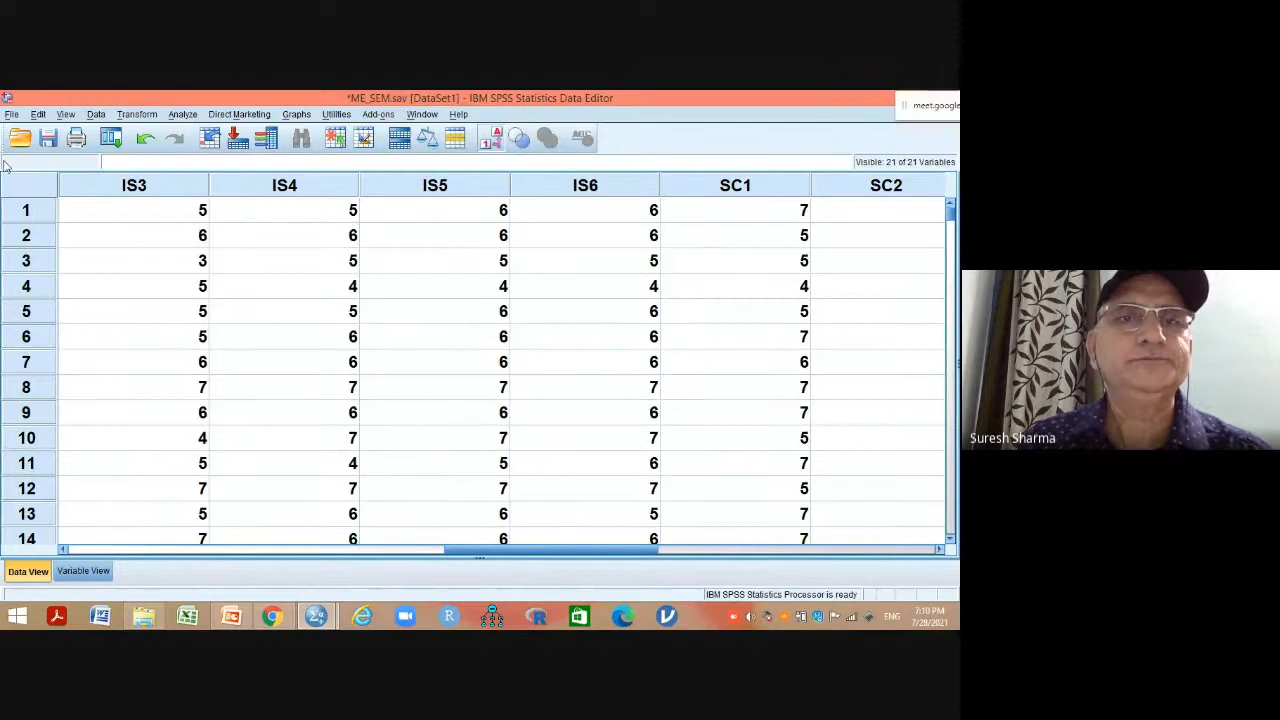 *ME_SEM.sav [DataSet1] - IBM SPSS Statistics Data Editor
meet.google
File Edit View Data Transform Analyze Direct Marketing Graphs Utilities Add-ons Window Help
Visible: 21 of 21 Variables
IS3 IS4 IS5 IS6 SC1 SC2
1 5 5 6 6 7
2 6 6 6 6 5
3 3 5 5 5 5
4 5 4 4 4 4
5 5 5 6 6 5
6 5 6 6 6 7
7 6 6 6 6 6
8 7 7 7 7 7
9 6 6 6 6 7
10 4 7 7 7 5
11 5 4 5 6 7
12 7 7 7 7 5
13 5 6 6 5 7
14 7 6 6 6 7
Suresh Sharma
Data View Variable View
IBM SPSS Statistics Processor is ready
ENG
7:10 PM
7/28/2021